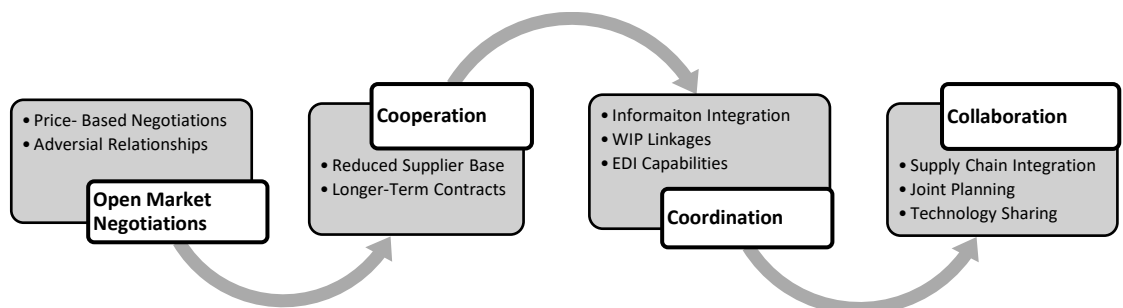 • Price- Based Negotiations
• Adversial Relationships
Open Market
Negotiations
Cooperation
• Reduced Supplier Base
• Longer-Term Contracts
• Informaiton Integration
• WIP Linkages
• EDI Capabilities
Coordination
Collaboration
• Supply Chain Integration
• Joint Planning
• Technology Sharing